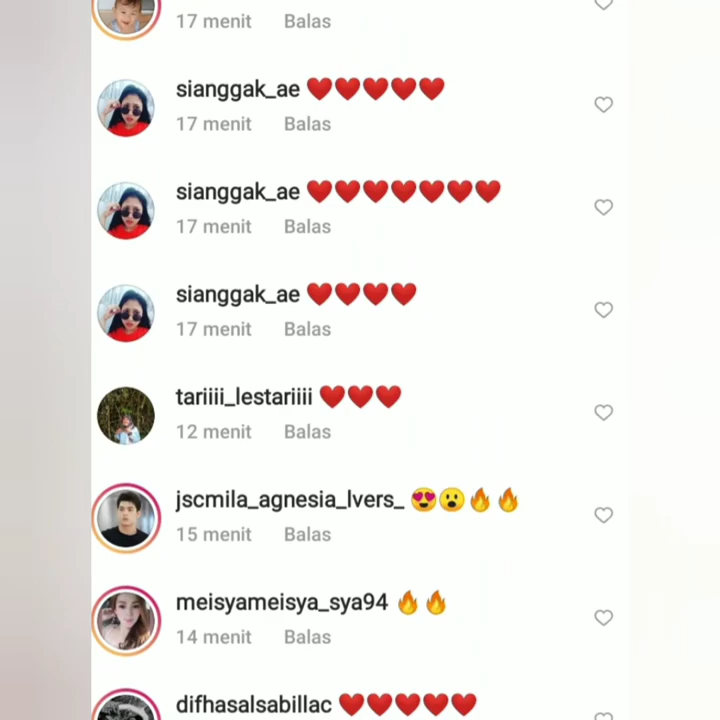 17 menit Balas
sianggak_ae ❤️❤️❤️❤️❤️
17 menit Balas
sianggak_ae ❤️❤️❤️❤️❤️❤️❤️
17 menit Balas
sianggak_ae ❤️❤️❤️❤️
17 menit Balas
tariiii_lestariiii ❤️❤️❤️
12 menit Balas
jscmila_agnesia_lvers_ 😍😮🔥🔥
15 menit Balas
meisyameisya_sya94 🔥🔥
14 menit Balas
difhasalsabillac ❤️❤️❤️❤️❤️